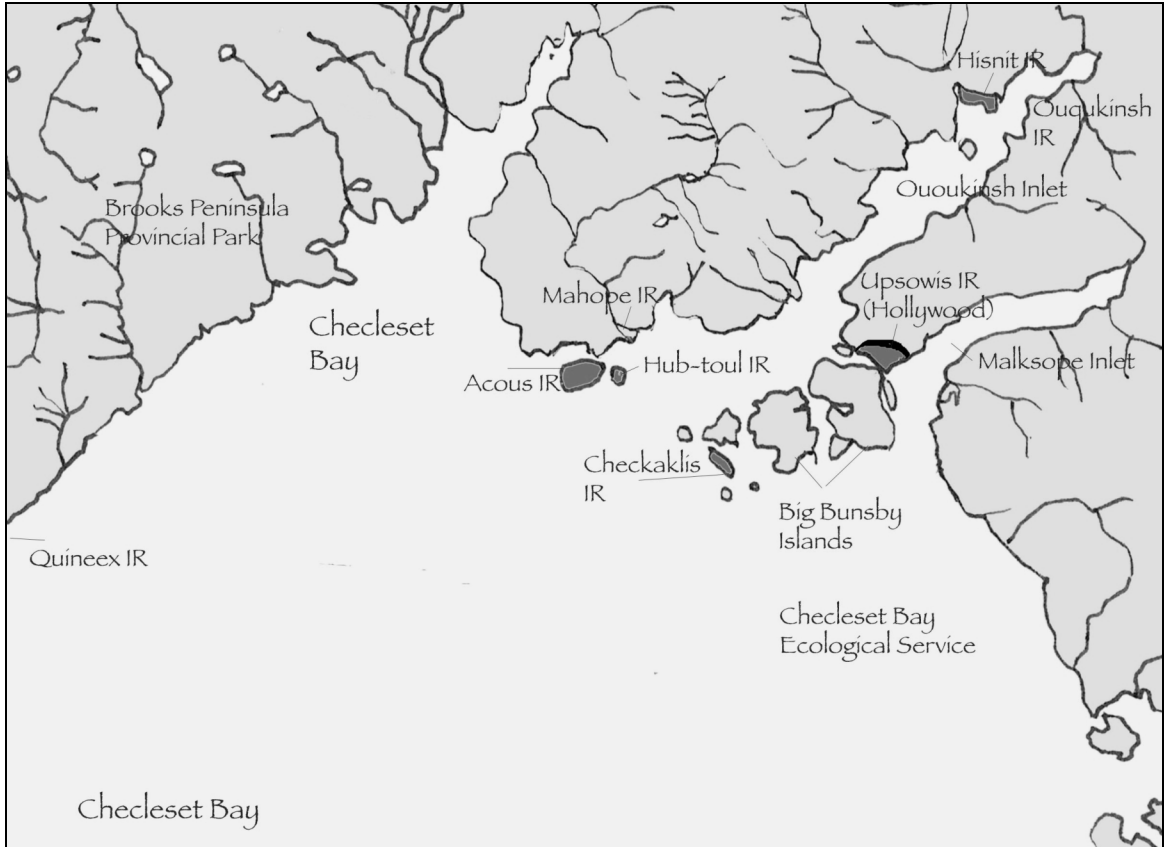 Hisnit IR
Ououkinsh
IR
Ououkinsh Inlet
Brooks Peninsula
Provincial Park
Upsowis IR
(Hollywood)
Mahope IR
Checleset
Bay
Malksope Inlet
Hub-toul IR
Acous IR
Checkaklis
IR
Big Bunsby
Islands
Quineex IR
Checleset Bay
Ecological Service
Checleset Bay